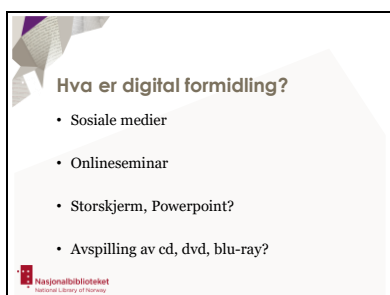 Hva er digital formidling?
• Sosiale medier
• Onlineseminar
• Storskjerm, Powerpoint?
• Avspilling av cd, dvd, blu-ray?
Nasjonalbiblioteket
National Library of Norway